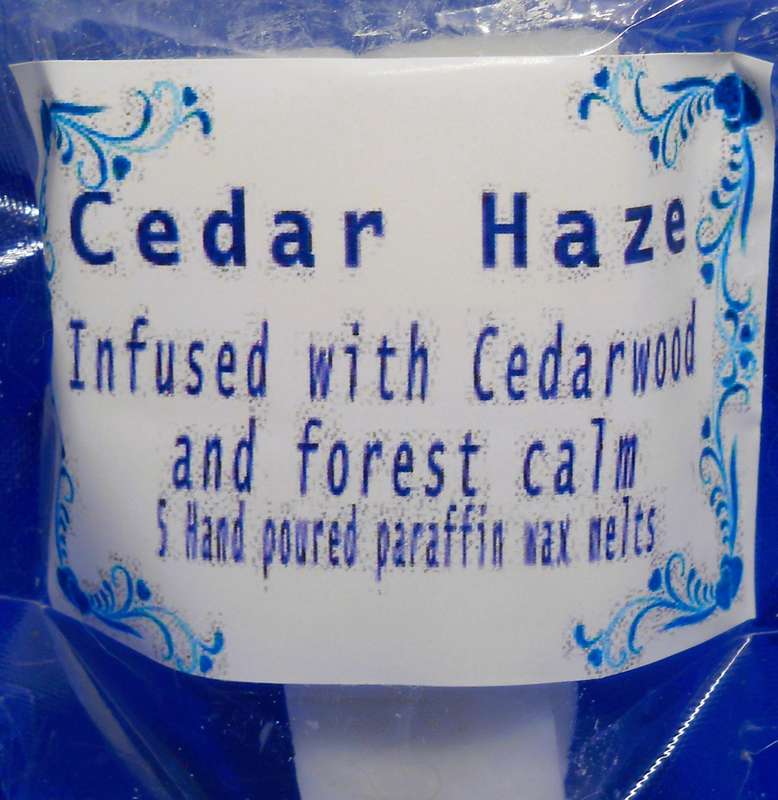 Cedar Haze
Infused with Cedarwood
and forest calm
5 Hand poured paraffin wax melts